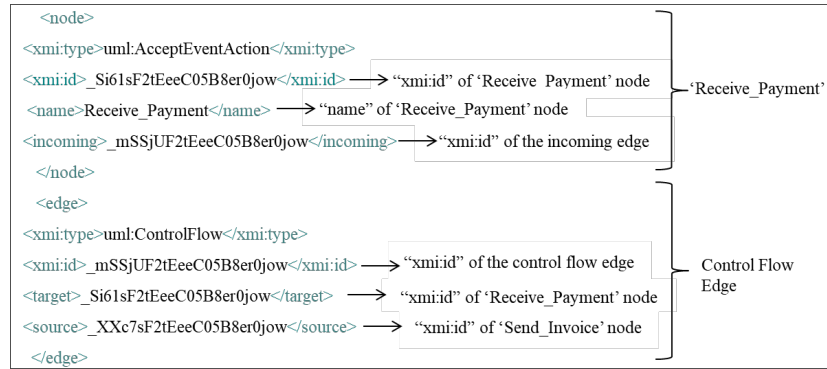 <node>
<xmi:type>uml:AcceptEventAction</xmi:type>
<xmi:id>_Si61sF2tEeeC05B8er0jow</xmi:id> “xmi:id” of ‘Receive_Payment’ node
‘Receive_Payment’
<name>Receive_Payment</name> “name” of ‘Receive_Payment’ node
<incoming>_mSSjUF2tEeeC05B8er0jow</incoming> “xmi:id” of the incoming edge
</node>
<edge>
<xmi:type>uml:ControlFlow</xmi:type>
<xmi:id>_mSSjUF2tEeeC05B8er0jow</xmi:id> “xmi:id” of the control flow edge
Control Flow
Edge
<target>_Si61sF2tEeeC05B8er0jow</target> “xmi:id” of ‘Receive_Payment’ node
<source>_XXc7sF2tEeeC05B8er0jow</source> “xmi:id” of ‘Send_Invoice’ node
</edge>